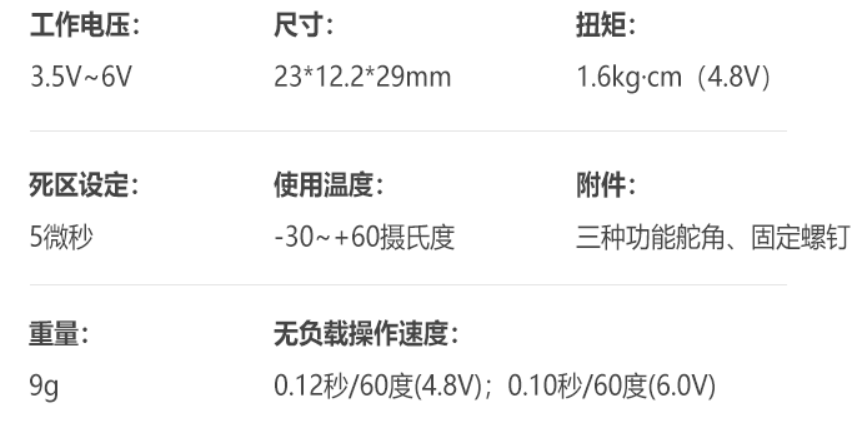 工作电压： 尺寸： 扭矩：
3.5V~6V 23*12.2*29mm 1.6kg·cm（4.8V）
死区设定： 使用温度： 附件：
5微秒 -30~+60摄氏度 三种功能舵角、固定螺钉
重量： 无负载操作速度：
9g 0.12秒/60度(4.8V)；0.10秒/60度(6.0V)